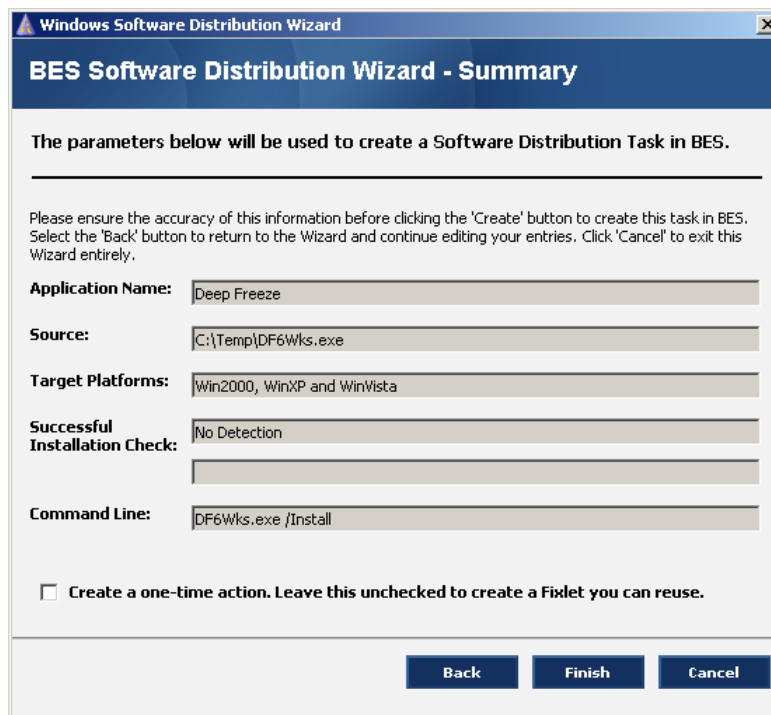 Windows Software Distribution Wizard
BES Software Distribution Wizard - Summary
The parameters below will be used to create a Software Distribution Task in BES.
Please ensure the accuracy of this information before clicking the 'Create' button to create this task in BES.
Select the 'Back' button to return to the Wizard and continue editing your entries. Click 'Cancel' to exit this
Wizard entirely.
Application Name: Deep Freeze
Source: C:\Temp\DF6Wks.exe
Target Platforms: Win2000, WinXP and WinVista
Successful
Installation Check: No Detection
Command Line: DF6Wks.exe /Install
Create a one-time action. Leave this unchecked to create a Fixlet you can reuse.
Back Finish Cancel